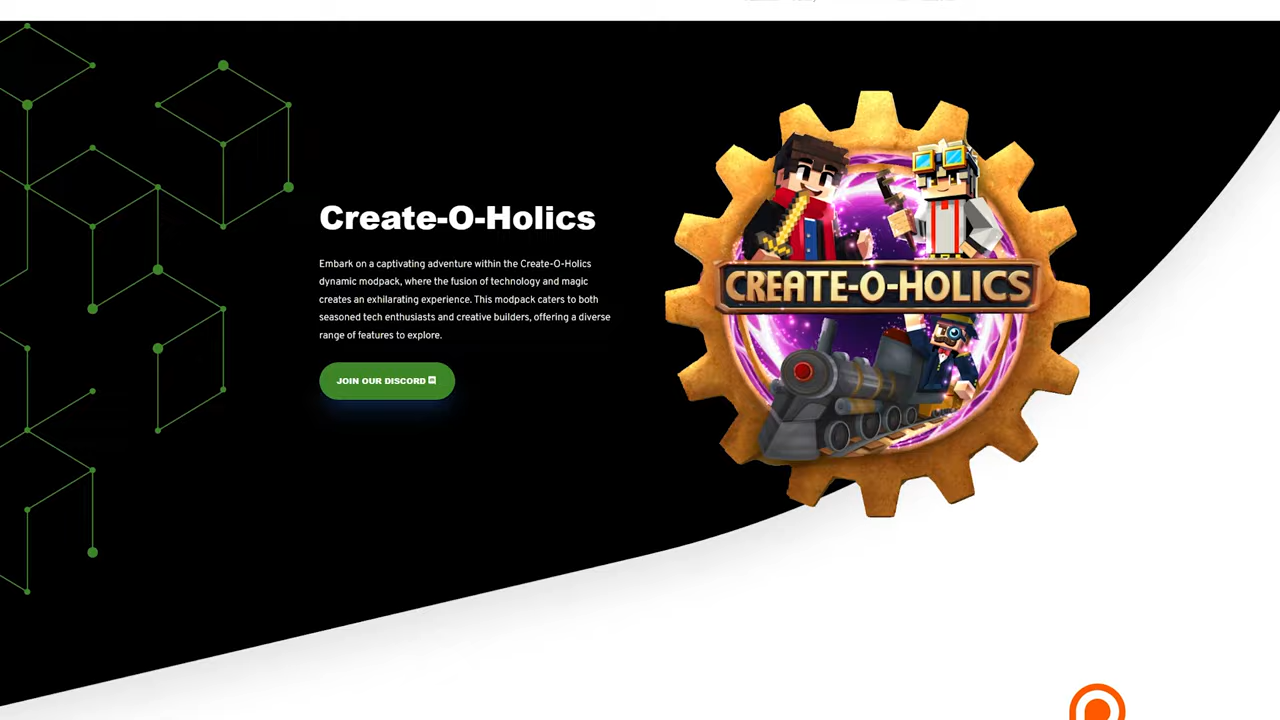 Create-O-Holics
Embark on a captivating adventure within the Create-O-Holics
dynamic modpack, where the fusion of technology and magic
creates an exhilarating experience. This modpack caters to both
seasoned tech enthusiasts and creative builders, offering a diverse
range of features to explore.
JOIN OUR DISCORD
CREATE-O-HOLICS